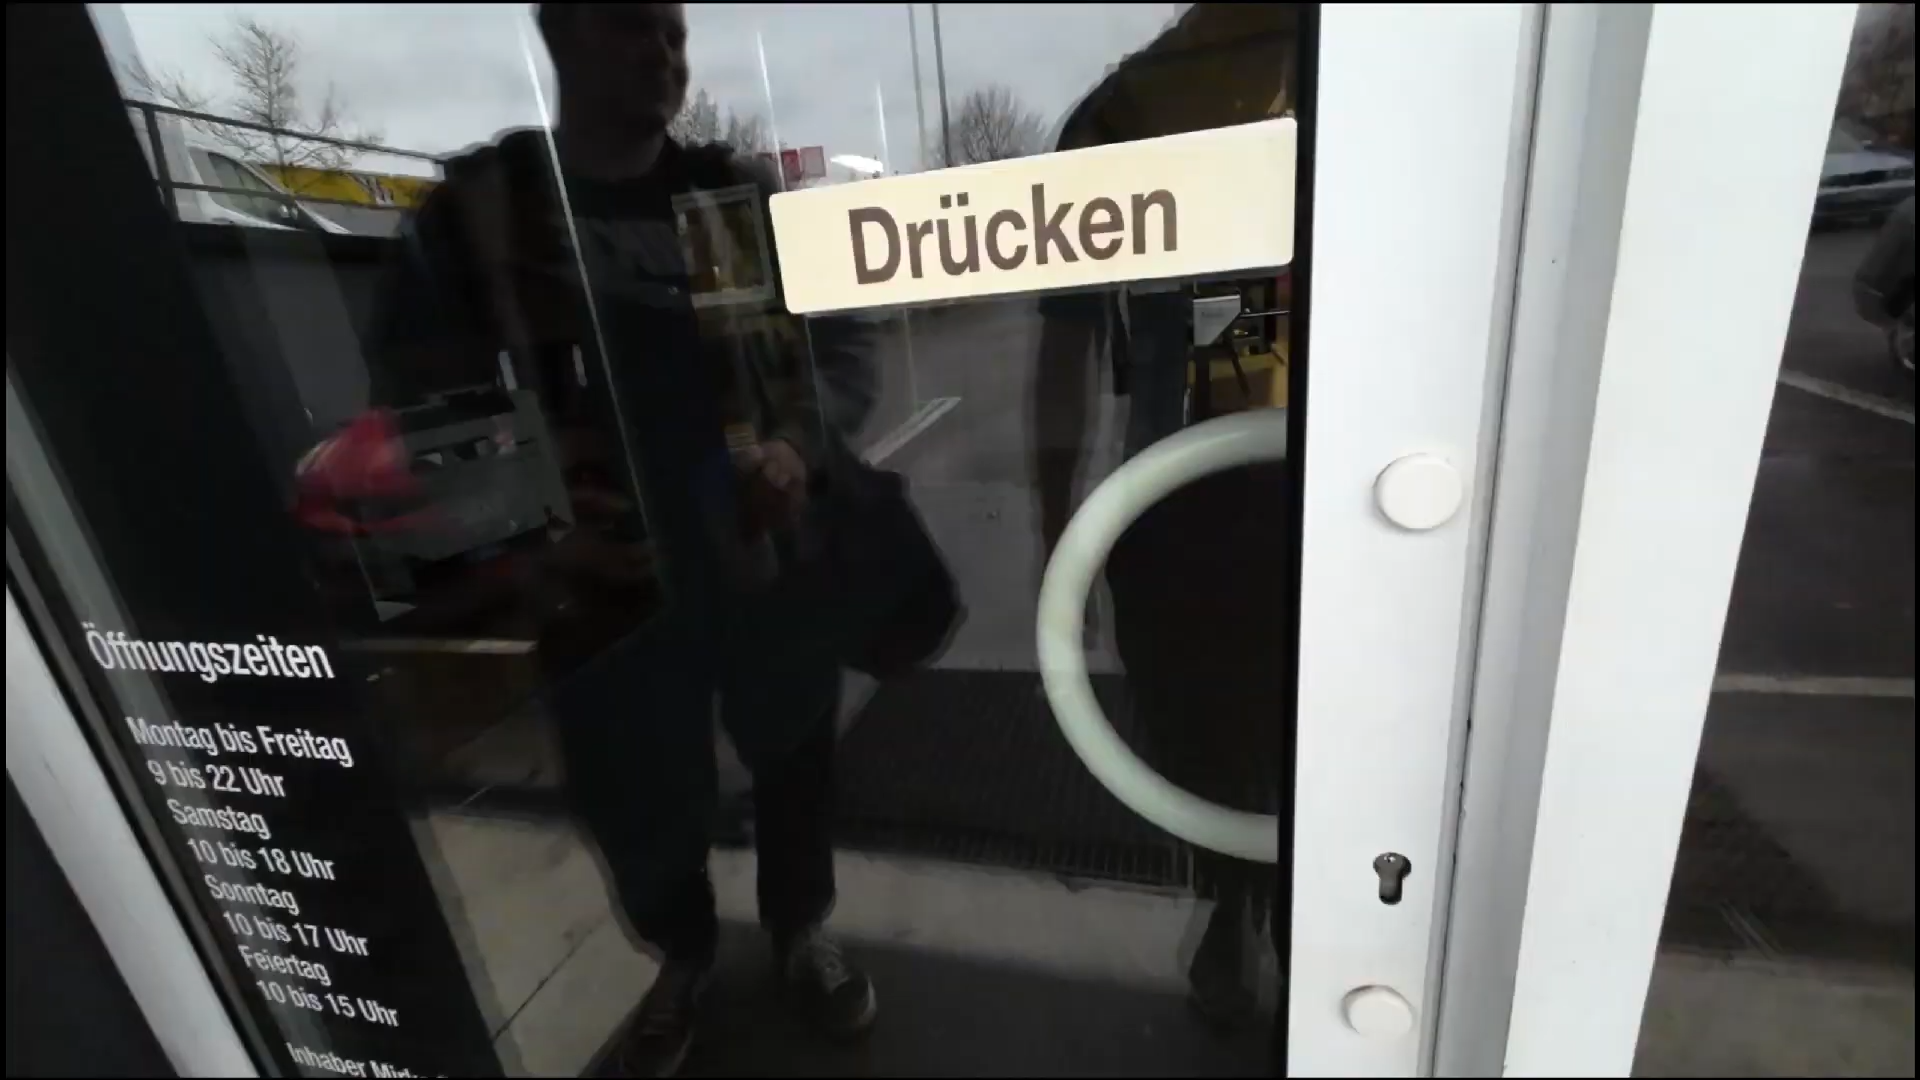 Drücken
Öffnungszeiten
Montag bis Freitag
9 bis 22 Uhr
Samstag
10 bis 18 Uhr
Sonntag
10 bis 17 Uhr
Feiertag
10 bis 15 Uhr
Inhaber